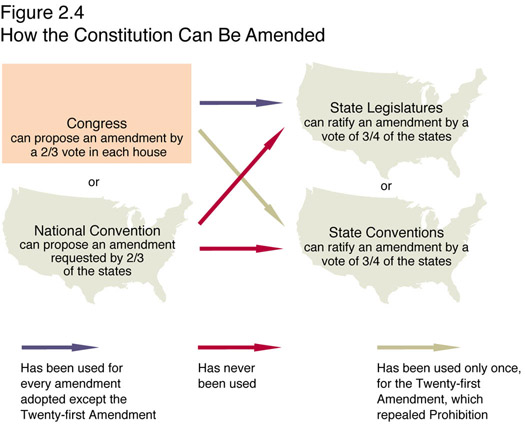 Figure 2.4
How the Constitution Can Be Amended
Congress
can propose an amendment by
a 2/3 vote in each house
or
National Convention
can propose an amendment
requested by 2/3
of the states
State Legislatures
can ratify an amendment by a
vote of 3/4 of the states
or
State Conventions
can ratify an amendment by a
vote of 3/4 of the states
Has been used for
every amendment
adopted except the
Twenty-first Amendment
Has never
been used
Has been used only once,
for the Twenty-first
Amendment, which
repealed Prohibition